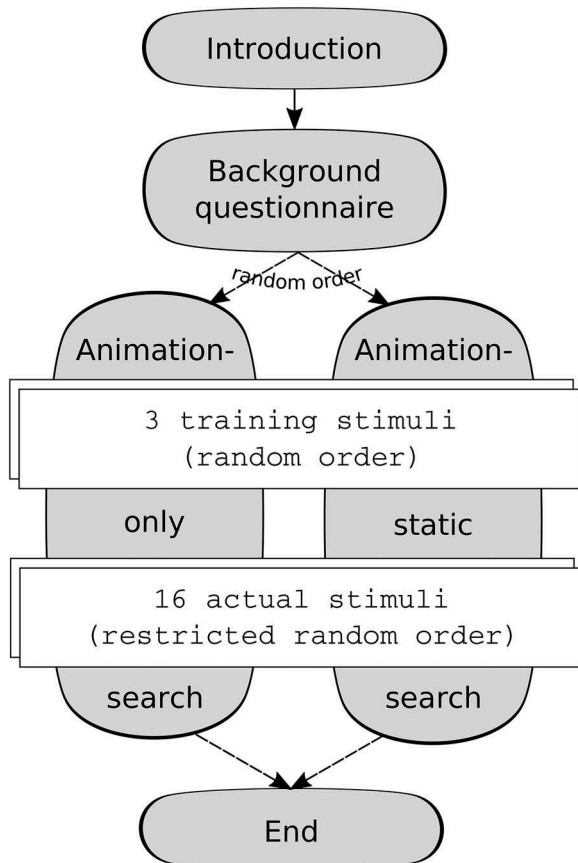 Introduction
Background
questionnaire
random order
Animation- Animation-
3 training stimuli
(random order)
only static
16 actual stimuli
(restricted random order)
search search
End